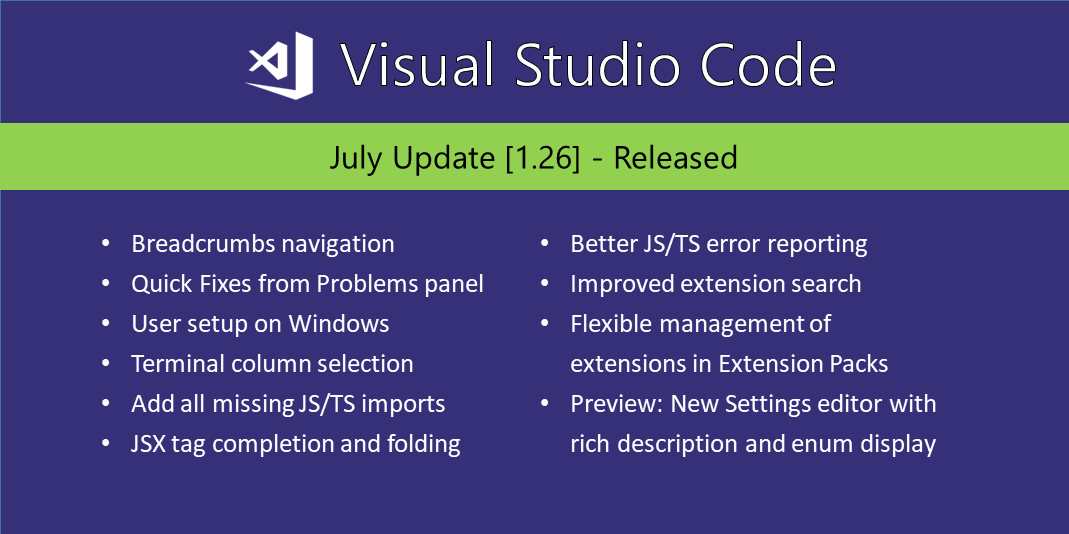 Visual Studio Code
July Update [1.26] - Released
• Breadcrumbs navigation
• Quick Fixes from Problems panel
• User setup on Windows
• Terminal column selection
• Add all missing JS/TS imports
• JSX tag completion and folding
• Better JS/TS error reporting
• Improved extension search
• Flexible management of
extensions in Extension Packs
• Preview: New Settings editor with
rich description and enum display